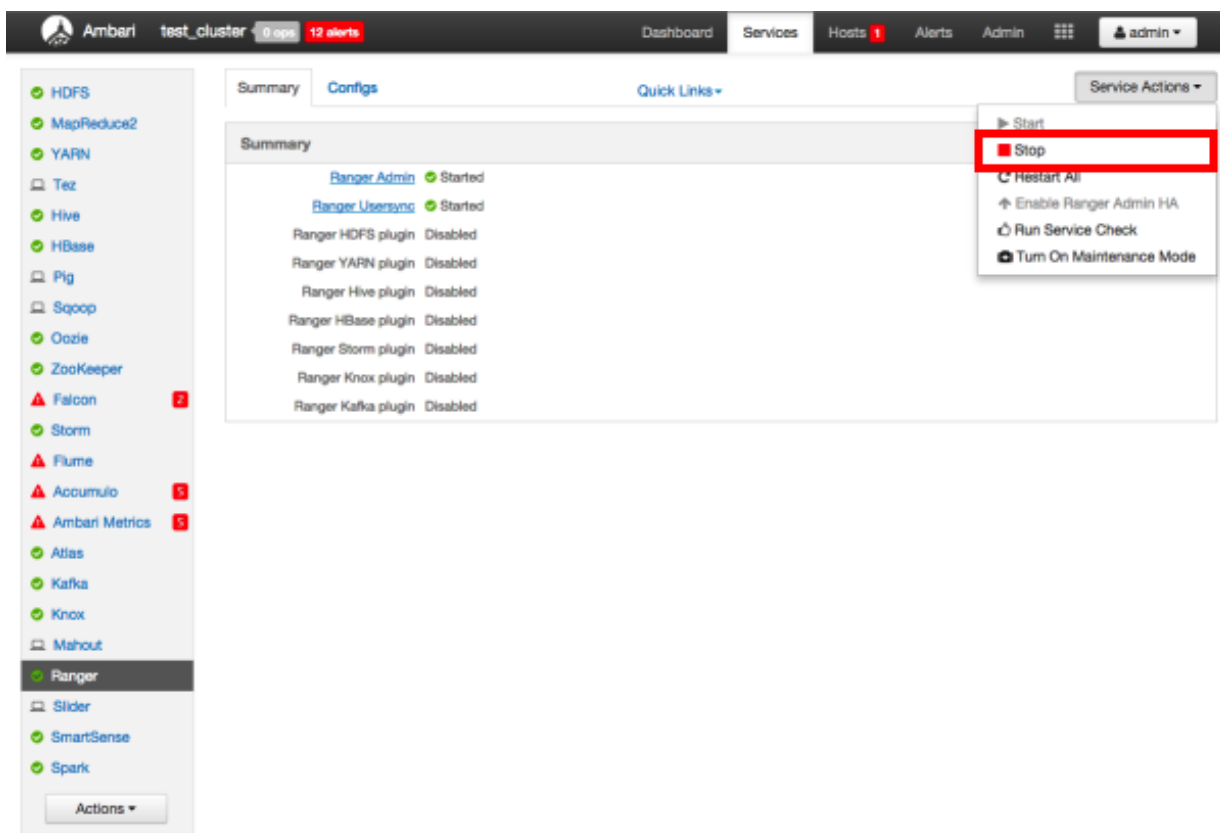 Ambari test_cluster 0 ops 12 alerts Dashboard Services Hosts 1 Alerts Admin admin
HDFS
MapReduce2
YARN
Tez
Hive
HBase
Pig
Sqoop
Oozie
ZooKeeper
Falcon 2
Storm
Flume
Accumulo 5
Ambari Metrics 5
Atlas
Kafka
Knox
Mahout
Ranger
Slider
SmartSense
Spark
Actions
Summary Configs Quick Links Service Actions
Summary
Ranger Admin Started
Ranger Usersync Started
Ranger HDFS plugin Disabled
Ranger YARN plugin Disabled
Ranger Hive plugin Disabled
Ranger HBase plugin Disabled
Ranger Storm plugin Disabled
Ranger Knox plugin Disabled
Ranger Kafka plugin Disabled
Start
Stop
Restart All
Enable Ranger Admin HA
Run Service Check
Turn On Maintenance Mode